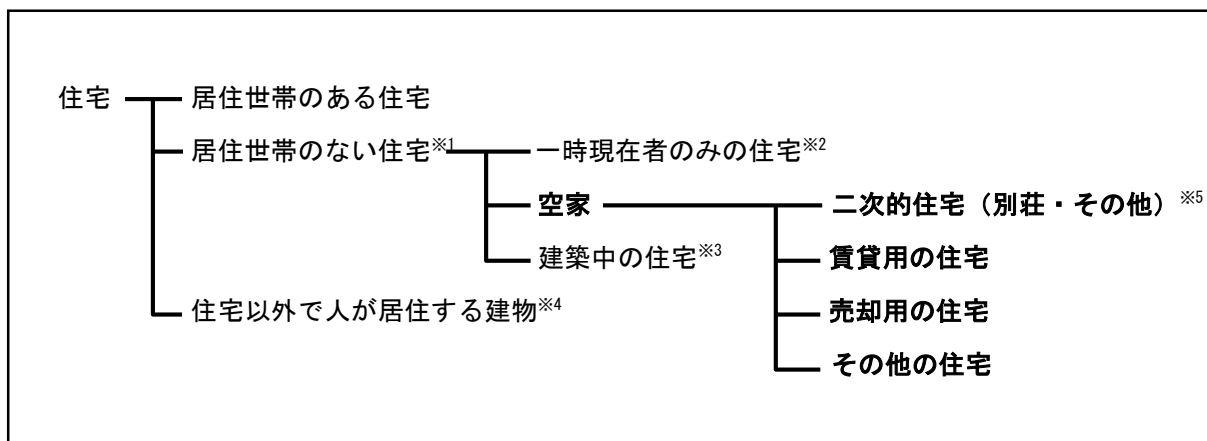 住宅 居住世帯のある住宅
居住世帯のない住宅※1 一時現在者のみの住宅※2
空家 二次的住宅（別荘・その他）※5
建築中の住宅※3 賃貸用の住宅
住宅以外で人が居住する建物※4 売却用の住宅
その他の住宅